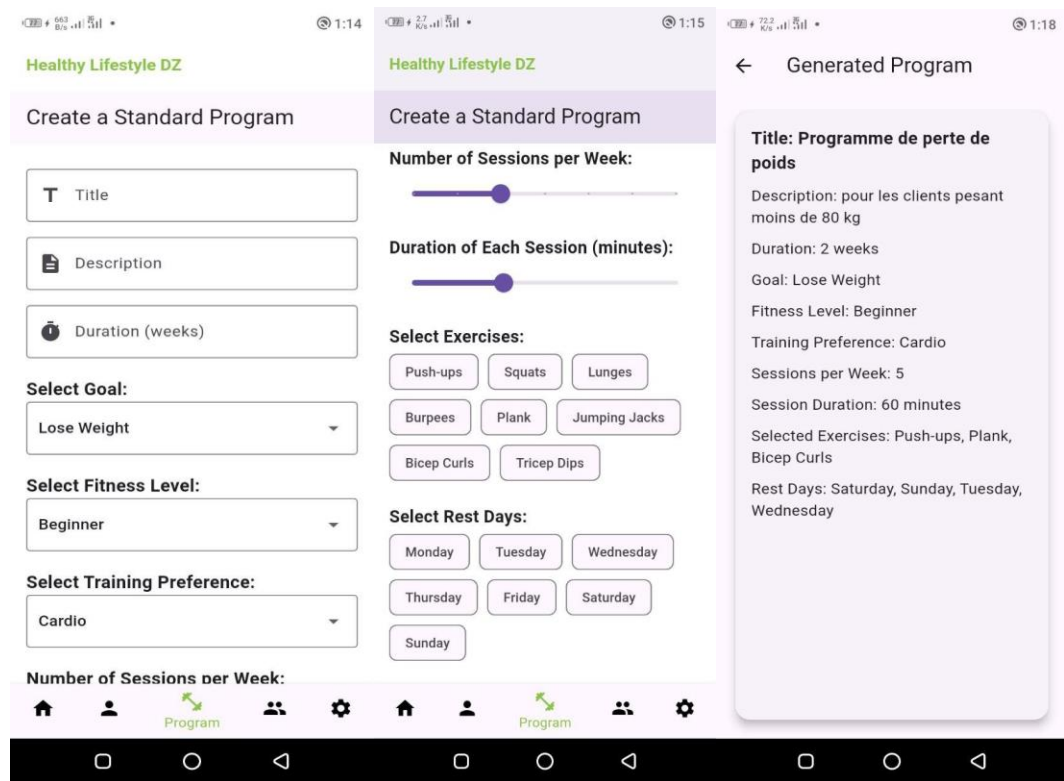 663
B/s
1:14
Healthy Lifestyle DZ
Create a Standard Program
Title
Description
Duration (weeks)
Select Goal:
Lose Weight
Select Fitness Level:
Beginner
Select Training Preference:
Cardio
Number of Sessions per Week:
Program
2.7
K/s
1:15
Healthy Lifestyle DZ
Create a Standard Program
Number of Sessions per Week:
Duration of Each Session (minutes):
Select Exercises:
Push-ups Squats Lunges
Burpees Plank Jumping Jacks
Bicep Curls Tricep Dips
Select Rest Days:
Monday Tuesday Wednesday
Thursday Friday Saturday
Sunday
Program
72.2
K/s
1:18
Generated Program
Title: Programme de perte de
poids
Description: pour les clients pesant
moins de 80 kg
Duration: 2 weeks
Goal: Lose Weight
Fitness Level: Beginner
Training Preference: Cardio
Sessions per Week: 5
Session Duration: 60 minutes
Selected Exercises: Push-ups, Plank,
Bicep Curls
Rest Days: Saturday, Sunday, Tuesday,
Wednesday